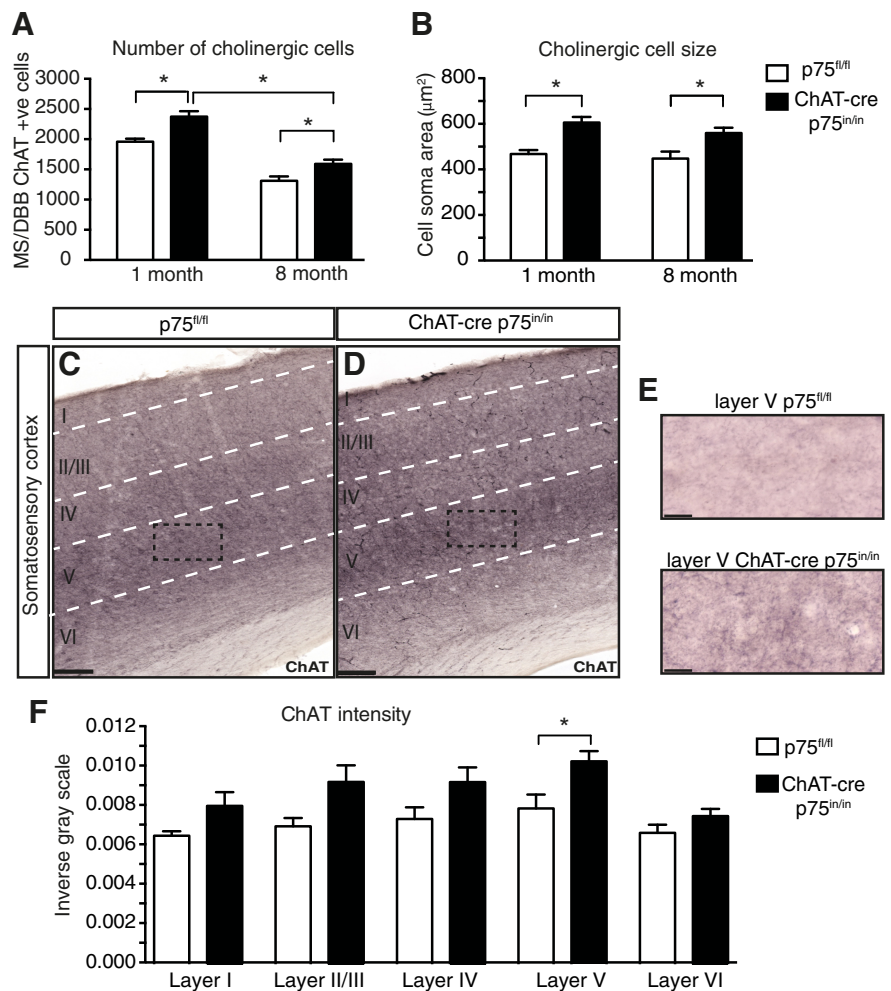 A
Number of cholinergic cells
MS/DBB ChAT +ve cells
3000
2500
2000
1500
1000
500
0
*
*
*
1 month
8 month
B
Cholinergic cell size
Cell soma area (μm²)
800
600
400
200
0
*
*
1 month
8 month
p75fl/fl
ChAT-cre
p75in/in
p75fl/fl
ChAT-cre p75in/in
Somatosensory cortex
C
I
II/III
IV
V
VI
ChAT
D
I
II/III
IV
V
VI
ChAT
E
layer V p75fl/fl
layer V ChAT-cre p75in/in
F
ChAT intensity
Inverse gray scale
0.012
0.010
0.008
0.006
0.004
0.002
0.000
*
Layer I
Layer II/III
Layer IV
Layer V
Layer VI
p75fl/fl
ChAT-cre
p75in/in